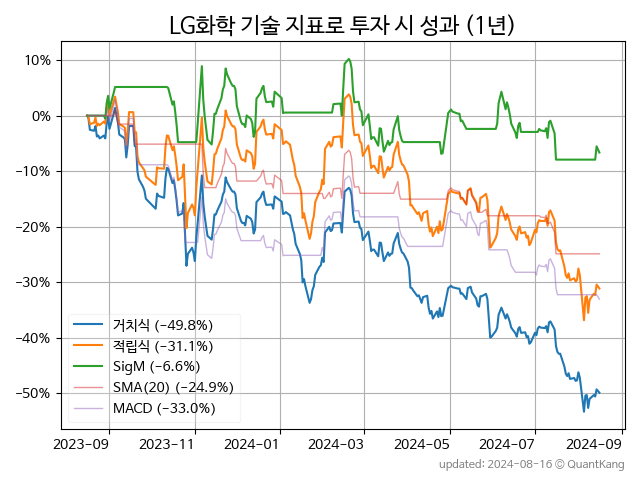 LG화학 기술 지표로 투자 시 성과 (1년)
10%
0%
−10%
−20%
−30%
−40%
−50%
거치식 (−49.8%)
적립식 (−31.1%)
SigM (−6.6%)
SMA(20) (−24.9%)
MACD (−33.0%)
2023-09 2023-11 2024-01 2024-03 2024-05 2024-07 2024-09
updated: 2024-08-16 © QuantKang